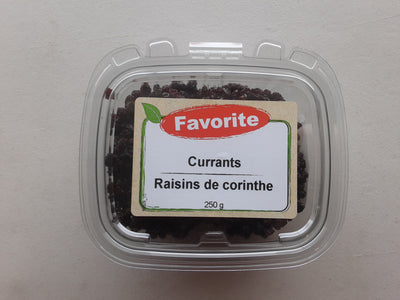 Favorite
Currants
Raisins de corinthe
250 g